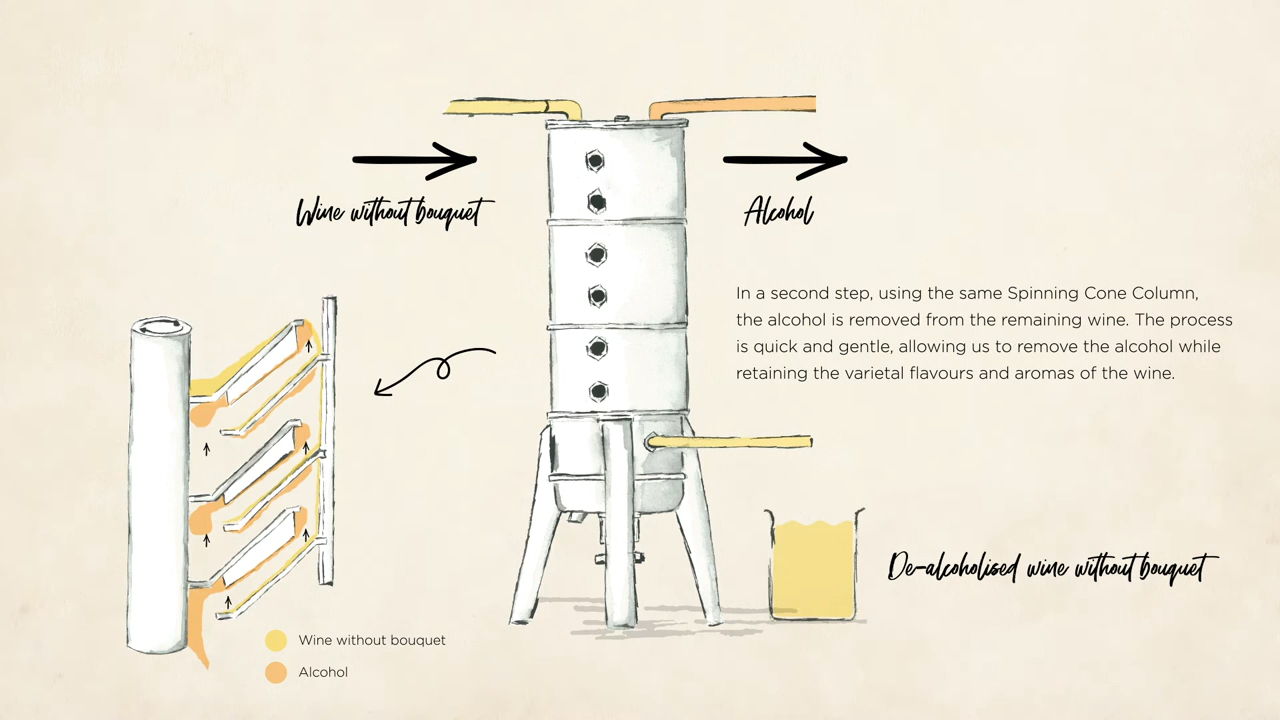 Wine without bouquet
Alcohol
In a second step, using the same Spinning Cone Column,
the alcohol is removed from the remaining wine. The process
is quick and gentle, allowing us to remove the alcohol while
retaining the varietal flavours and aromas of the wine.
De-alcoholised wine without bouquet
Wine without bouquet
Alcohol